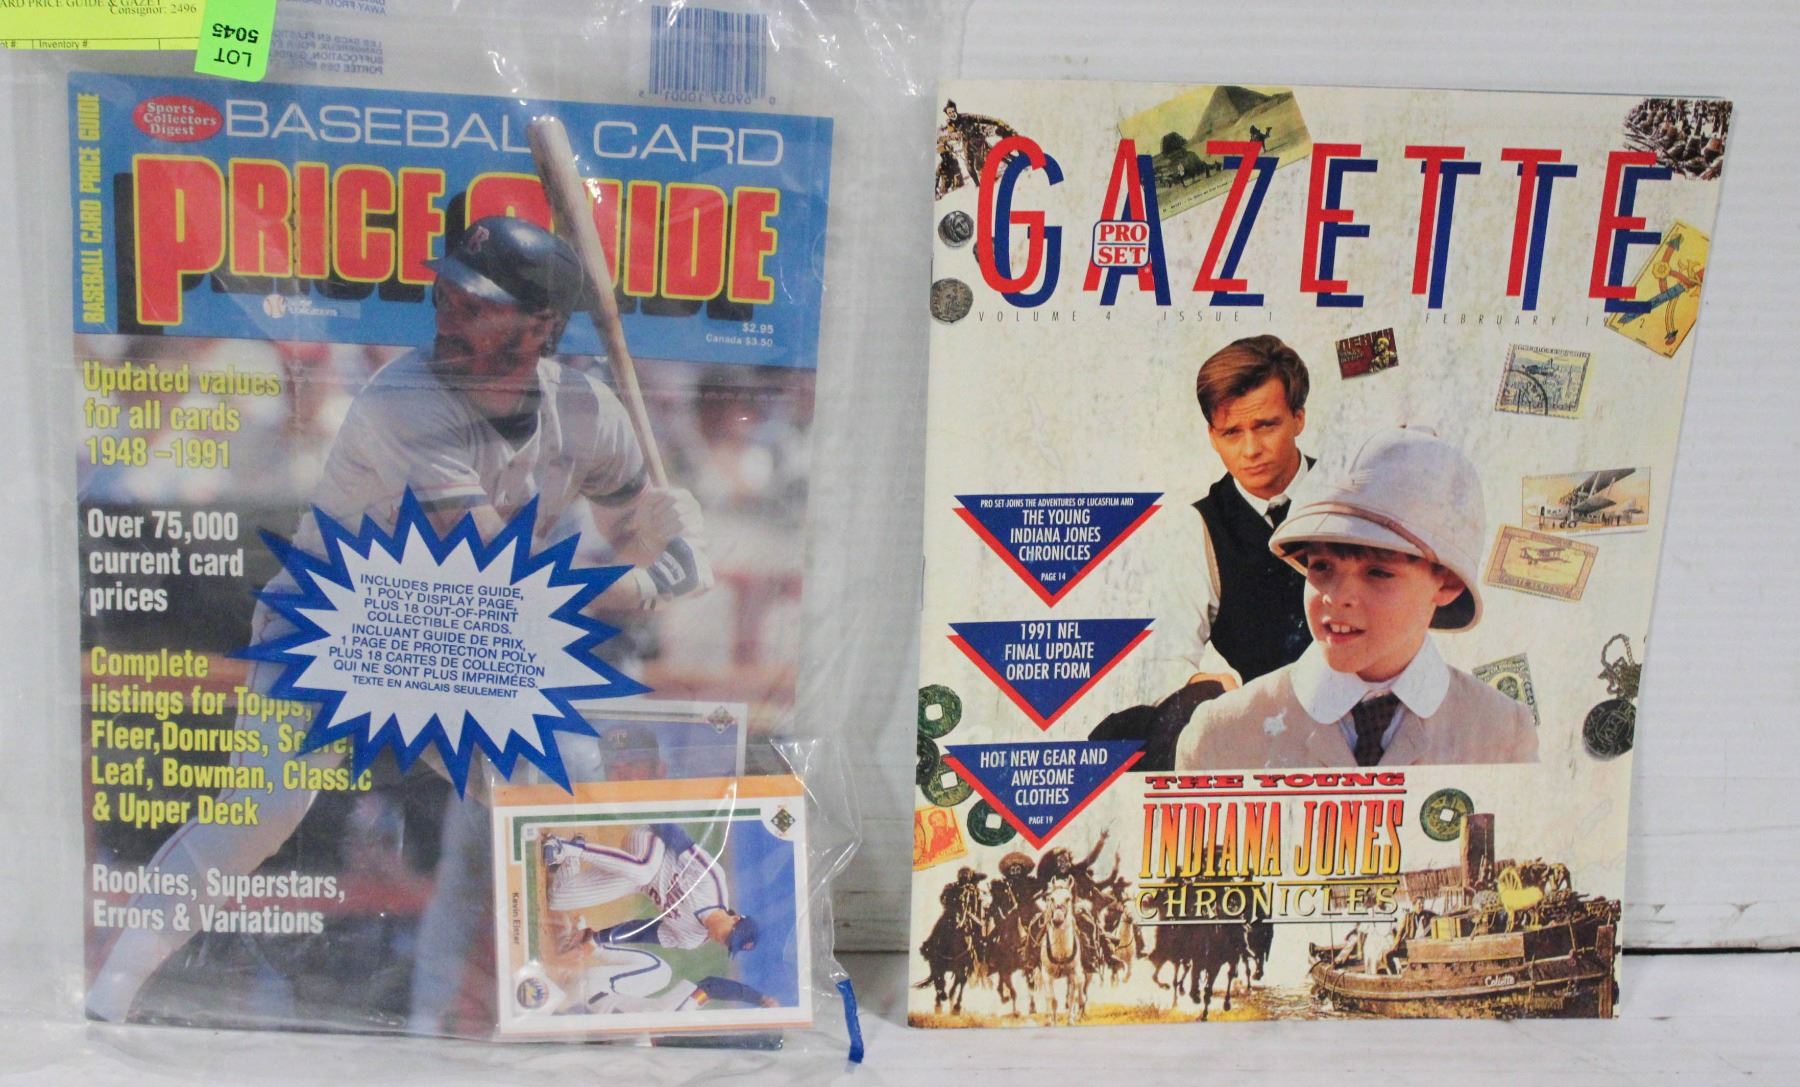 ARD PRICE GUIDE & GAZET
Consignor: 2496
Inventory #
LOT
5045
BASEBALL CARD PRICE GUIDE
Sports
Collectors
Digest
BASEBAL CARD
PRICE GUIDE
$2.95
Canada $3.50
Updated values
for all cards
1948-1991
Over 75,000
current card
prices
Complete
listings for Topps,
Fleer, Donruss, Score,
Leaf, Bowman, Classic
& Upper Deck
Rookies, Superstars,
Errors & Variations
INCLUDES PRICE GUIDE,
1 POLY DISPLAY PAGE,
PLUS 18 OUT-OF-PRINT
COLLECTIBLE CARDS.
INCLUANT GUIDE DE PRIX,
1 PAGE DE PROTECTION POLY
PLUS 18 CARTES DE COLLECTION
QUI NE SONT PLUS IMPRIMÉES.
TEXTE EN ANGLAIS SEULEMENT
Kevin Elster
GAZETTE
PRO
SET
VOLUME 4 ISSUE 1 FEBRUARY
PRO SET JOINS THE ADVENTURES OF LUCASFILM AND
THE YOUNG
INDIANA JONES
CHRONICLES
PAGE 14
1991 NFL
FINAL UPDATE
ORDER FORM
HOT NEW GEAR AND
AWESOME
CLOTHES
PAGE 19
THE YOUNG
INDIANA JONES
CHRONICLES